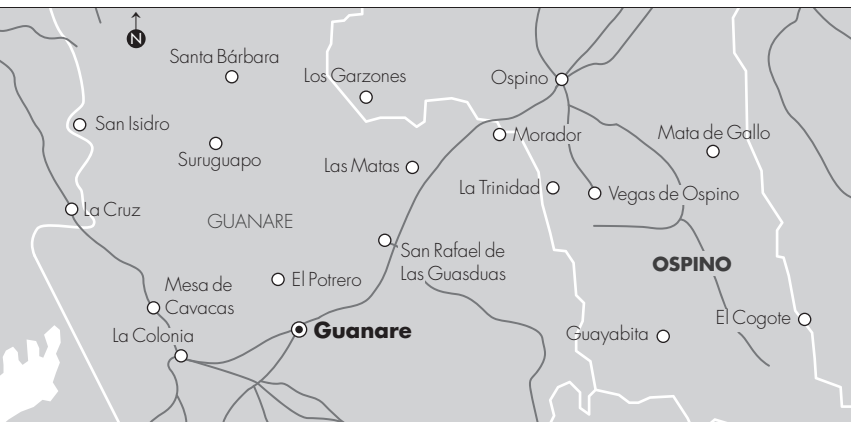 N
Santa Bárbara
Los Garzones
Ospino
San Isidro
Morador
Mata de Gallo
Suruguapo
Las Matas
La Trinidad
Vegas de Ospino
La Cruz
GUANARE
San Rafael de
Las Guasduas
OSPINO
El Potrero
Mesa de
Cavacas
El Cogote
La Colonia
Guanare
Guayabita